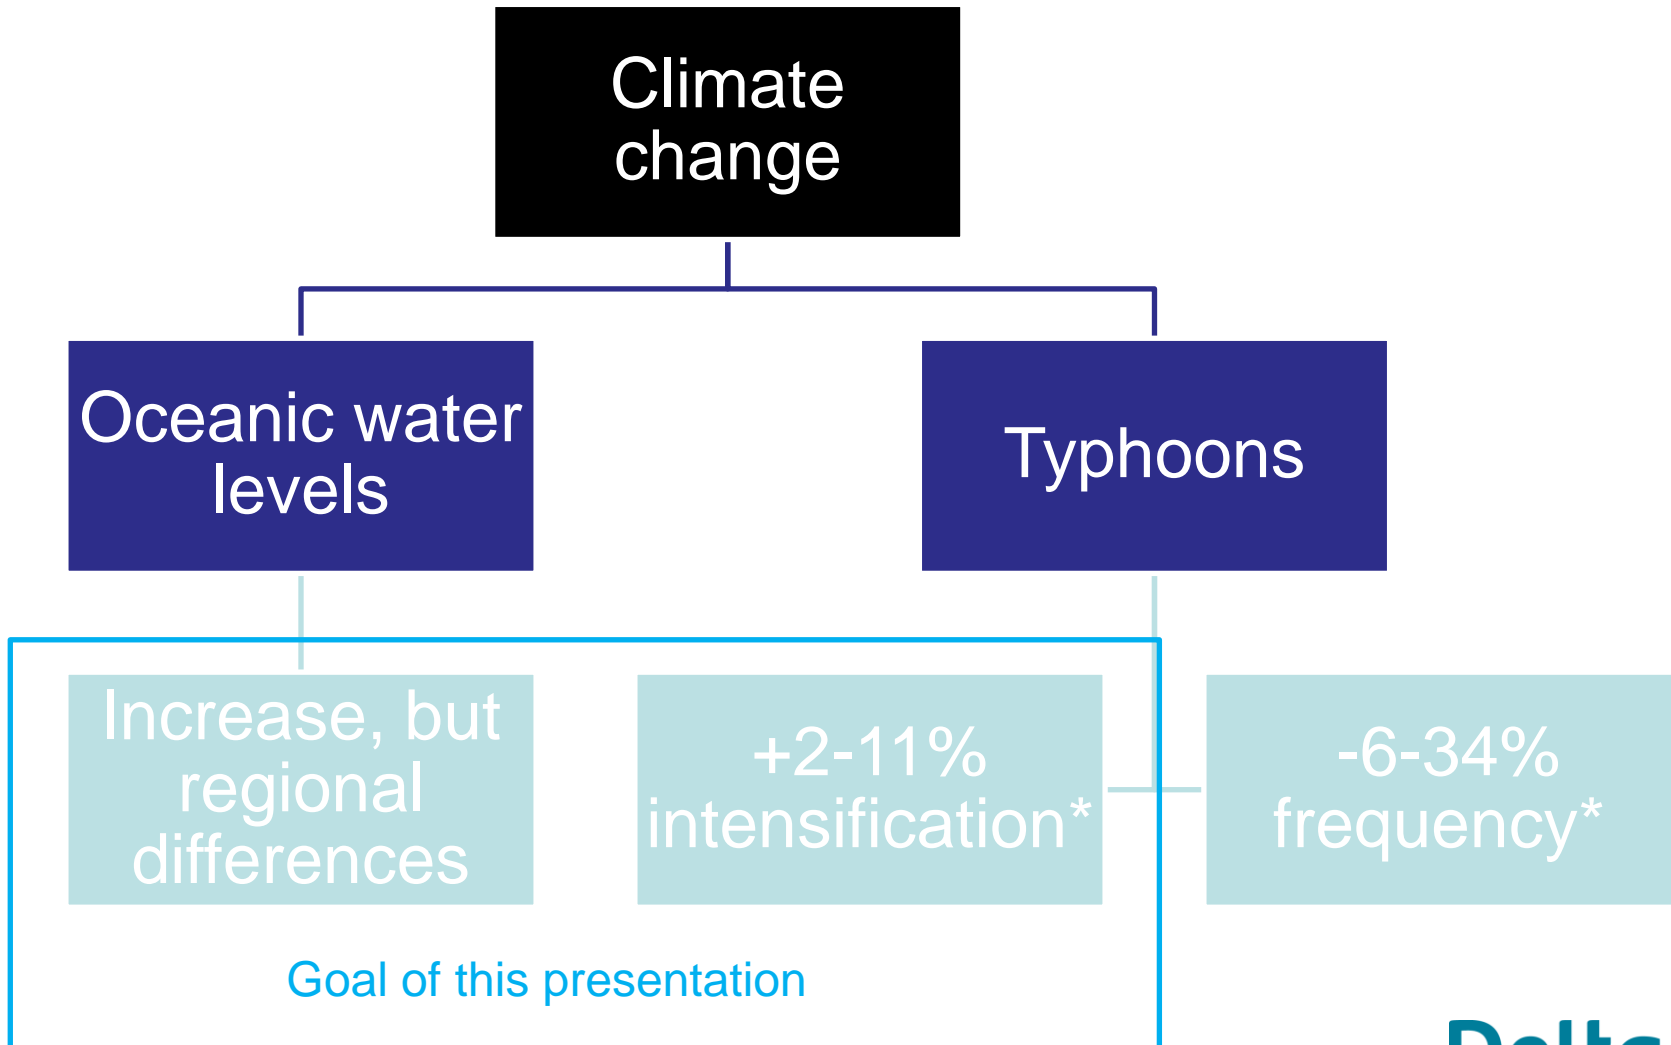 Climate
change
Oceanic water
levels
Typhoons
Increase, but
regional
differences
+2-11%
intensification*
-6-34%
frequency*
Goal of this presentation